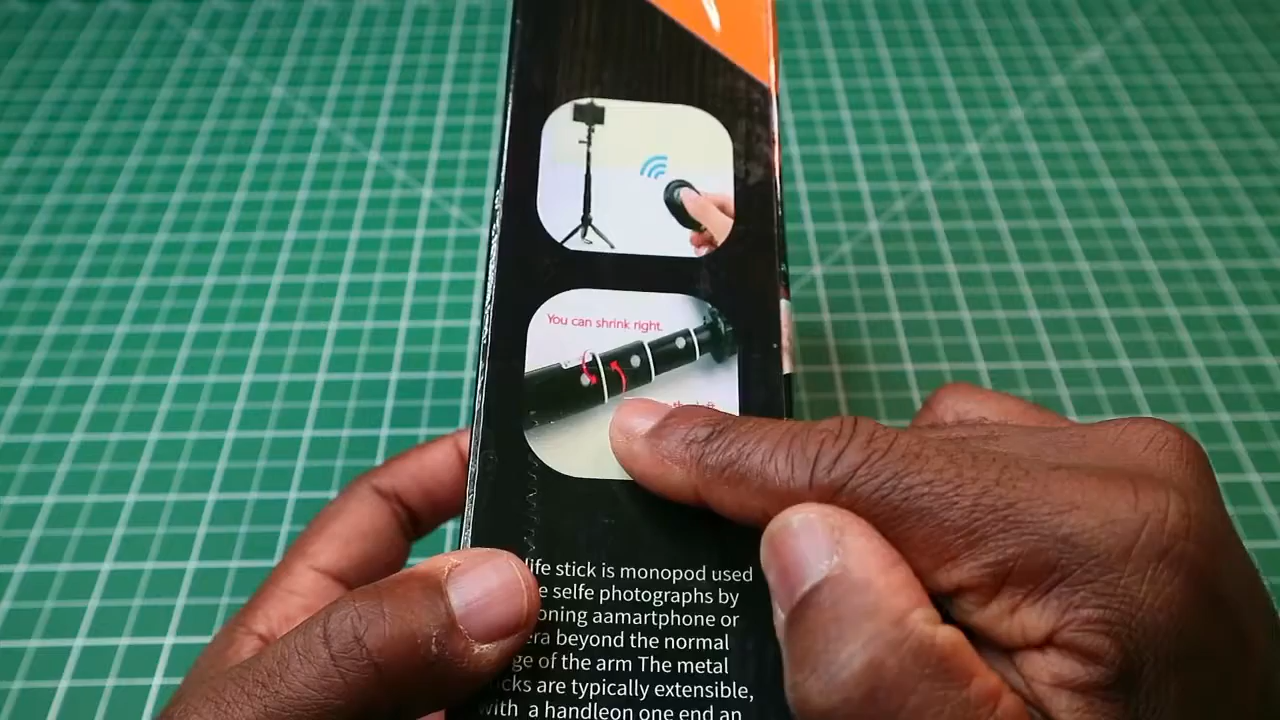 You can shrink right.
life stick is monopod used
selfe photographs by
oning aamartphone or
era beyond the normal
ge of the arm The metal
cks are typically extensible,
with a handleon one end an